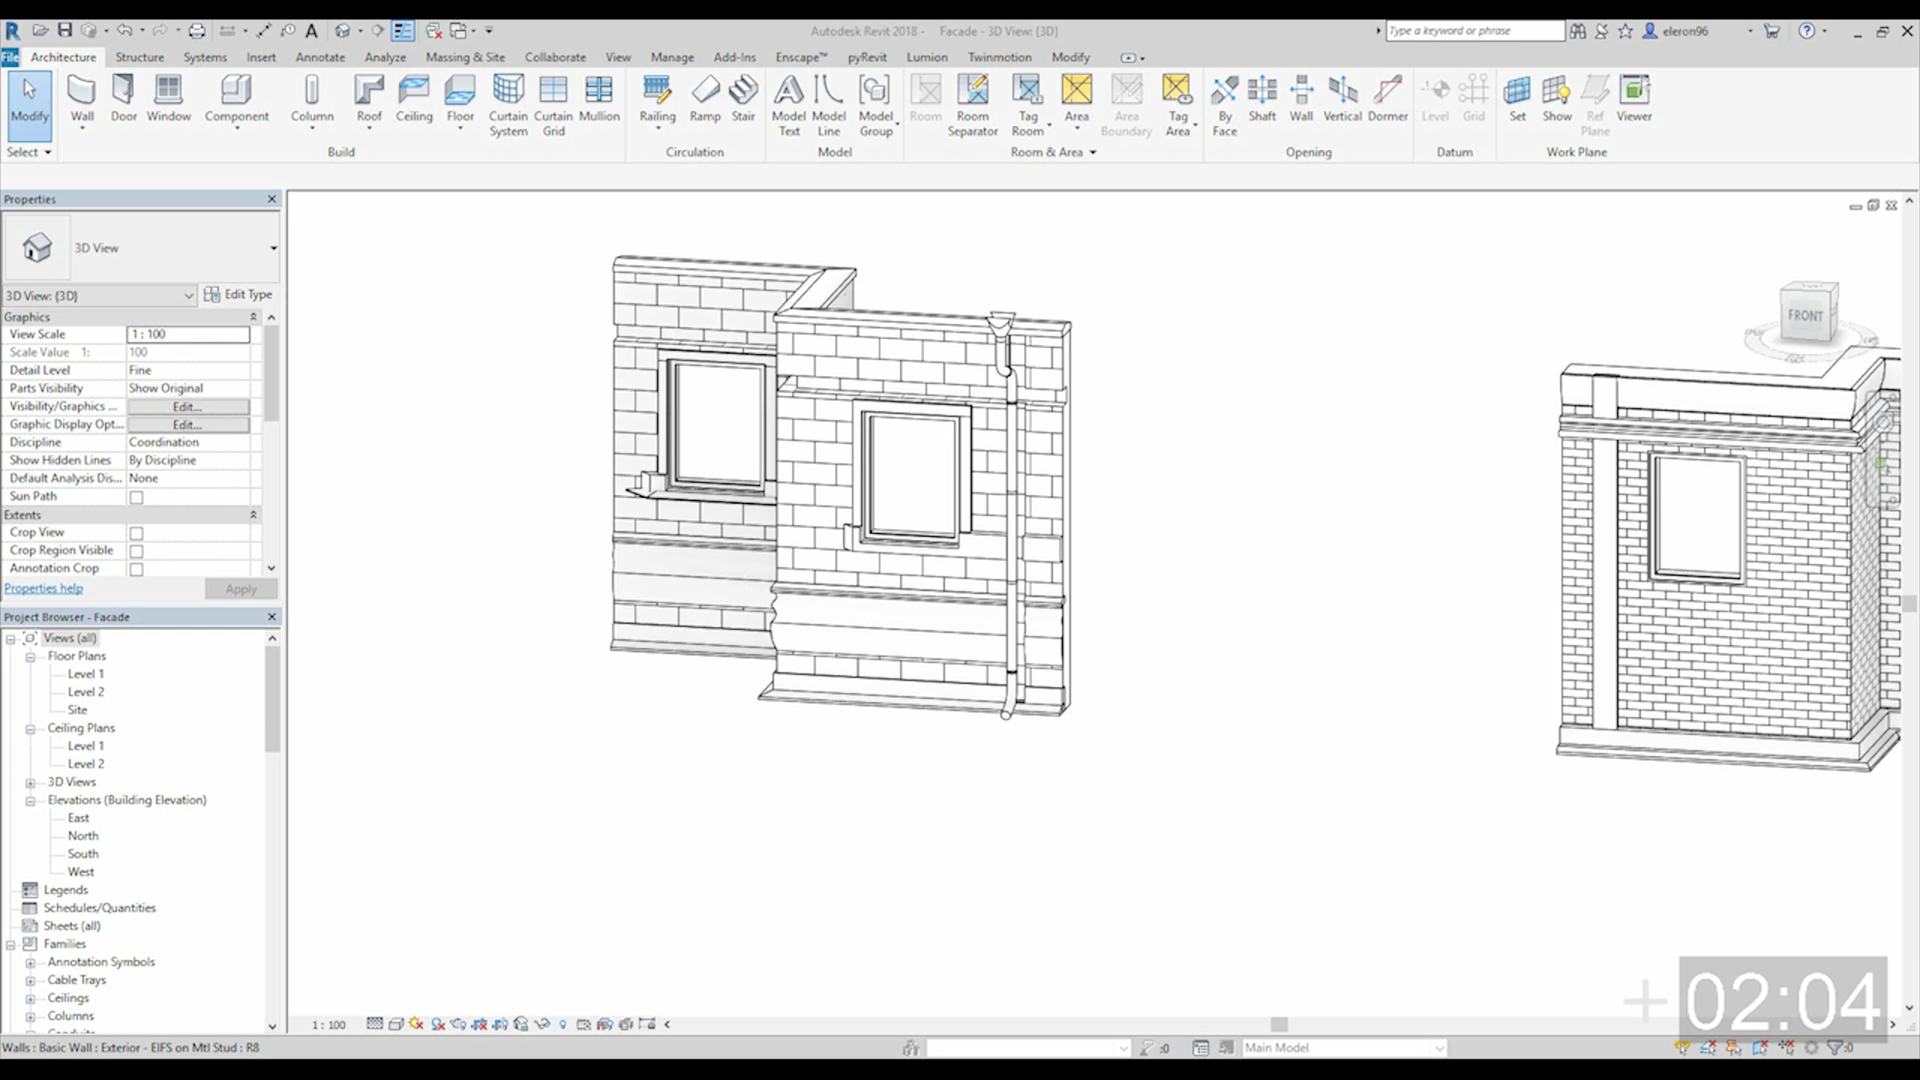 Autodesk Revit 2018 - Facade - 3D View: {3D}
Type a keyword or phrase
eleron96
File Architecture Structure Systems Insert Annotate Analyze Massing & Site Collaborate View Manage Add-Ins Enscape™ pyRevit Lumion Twinmotion Modify
Modify Wall Door Window Component Column Roof Ceiling Floor Curtain System Curtain Grid Mullion Railing Ramp Stair Model Text Model Line Model Group Room Room Separator Tag Room Area Area Boundary Tag Area By Face Shaft Wall Vertical Dormer Level Grid Set Show Ref Plane Viewer
Select Build Circulation Model Room & Area Opening Datum Work Plane
Properties
3D View
3D View: {3D} Edit Type
Graphics
View Scale 1 : 100
Scale Value 1: 100
Detail Level Fine
Parts Visibility Show Original
Visibility/Graphics ... Edit...
Graphic Display Opt... Edit...
Discipline Coordination
Show Hidden Lines By Discipline
Default Analysis Dis... None
Sun Path
Extents
Crop View
Crop Region Visible
Annotation Crop
Properties help Apply
Project Browser - Facade
Views (all)
Floor Plans
Level 1
Level 2
Site
Ceiling Plans
Level 1
Level 2
3D Views
Elevations (Building Elevation)
East
North
South
West
Legends
Schedules/Quantities
Sheets (all)
Families
Annotation Symbols
Cable Trays
Ceilings
Columns
FRONT
+ 02:04
1 : 100
Walls : Basic Wall : Exterior - EIFS on Mtl Stud : R8
:0
Main Model
:0